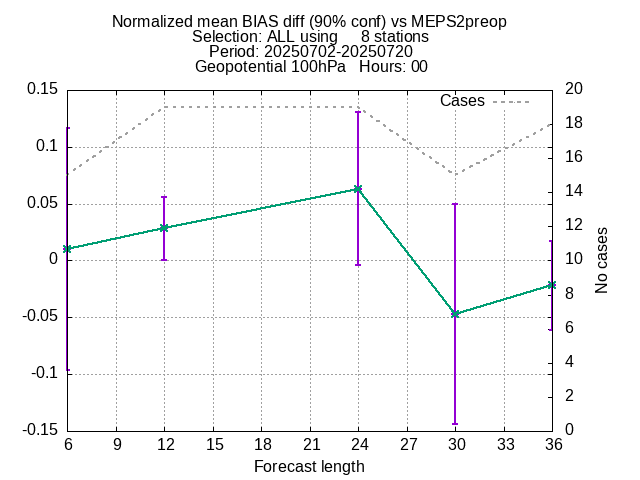 Normalized mean BIAS diff (90% conf) vs MEPS2preop
Selection: ALL using     8 stations
Period: 20250702-20250720
Geopotential 100hPa   Hours: 00
Cases
0.15
0.1
0.05
0
-0.05
-0.1
-0.15
20
18
16
14
12
10
8
6
4
2
0
No cases
6 9 12 15 18 21 24 27 30 33 36
Forecast length